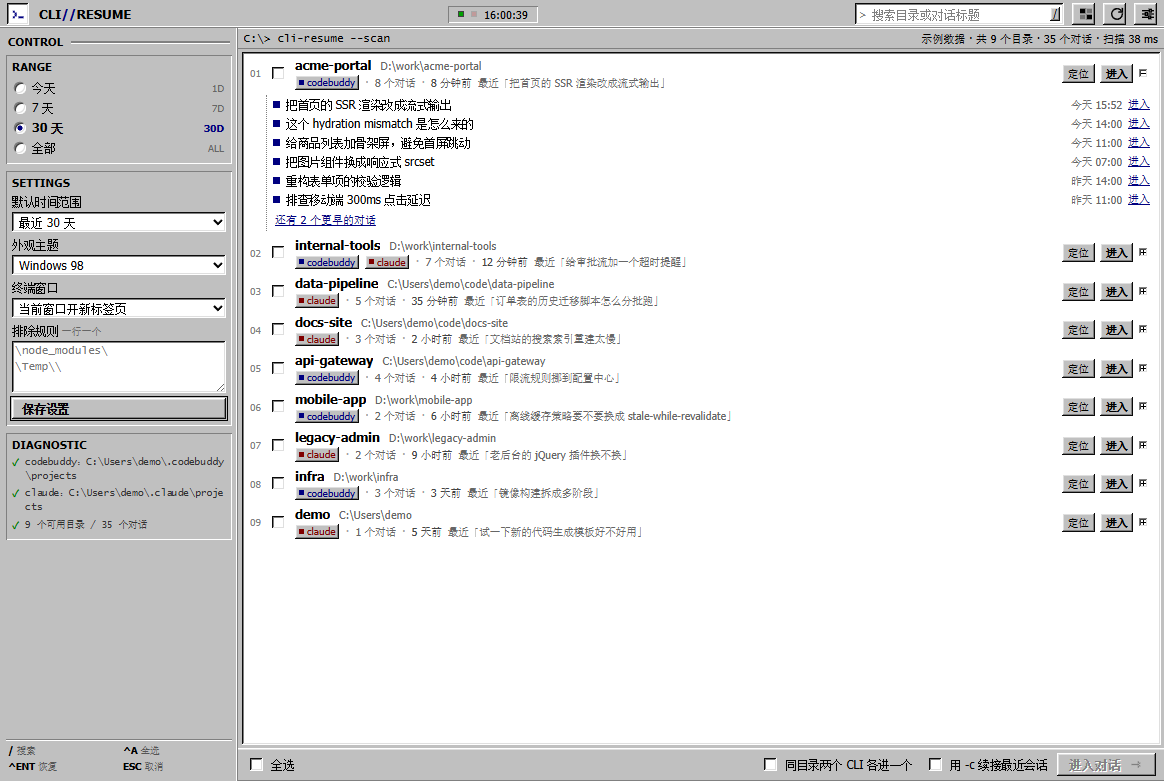 CLI//RESUME
16:00:39
> 搜索目录或对话标题 /
CONTROL
RANGE
今天 1D
7 天 7D
30 天 30D
全部 ALL
SETTINGS
默认时间范围
最近 30 天
外观主题
Windows 98
终端窗口
当前窗口开新标签页
排除规则 一行一个
\node_modules\
\Temp\\
保存设置
DIAGNOSTIC
✓ codebuddy: C:\Users\demo\.codebuddy
\projects
✓ claude: C:\Users\demo\.claude\proje
cts
✓ 9 个可用目录 / 35 个对话
/ 搜索 ^A 全选
^ENT 恢复 ESC 取消
C:\> cli-resume --scan 示例数据 · 共 9 个目录 · 35 个对话 · 扫描 38 ms
01 acme-portal D:\work\acme-portal 定位 进入
codebuddy · 8 个对话 · 8 分钟前 最近「把首页的 SSR 渲染改成流式输出」
把首页的 SSR 渲染改成流式输出 今天 15:52 进入
这个 hydration mismatch 是怎么来的 今天 14:00 进入
给商品列表加骨架屏，避免首屏跳动 今天 11:00 进入
把图片组件换成响应式 srcset 今天 07:00 进入
重构表单项的校验逻辑 昨天 14:00 进入
排查移动端 300ms 点击延迟 昨天 11:00 进入
还有 2 个更早的对话
02 internal-tools D:\work\internal-tools 定位 进入
codebuddy claude · 7 个对话 · 12 分钟前 最近「给审批流加一个超时提醒」
03 data-pipeline C:\Users\demo\code\data-pipeline 定位 进入
claude · 5 个对话 · 35 分钟前 最近「订单表的历史迁移脚本怎么分批跑」
04 docs-site C:\Users\demo\code\docs-site 定位 进入
claude · 3 个对话 · 2 小时前 最近「文档站的搜索索引重建太慢」
05 api-gateway C:\Users\demo\code\api-gateway 定位 进入
codebuddy · 4 个对话 · 4 小时前 最近「限流规则挪到配置中心」
06 mobile-app D:\work\mobile-app 定位 进入
codebuddy · 2 个对话 · 6 小时前 最近「离线缓存策略要不要换成 stale-while-revalidate」
07 legacy-admin D:\work\legacy-admin 定位 进入
claude · 2 个对话 · 9 小时前 最近「老后台的 jQuery 插件换不换」
08 infra D:\work\infra 定位 进入
codebuddy · 3 个对话 · 3 天前 最近「镜像构建拆成多阶段」
09 demo C:\Users\demo 定位 进入
claude · 1 个对话 · 5 天前 最近「试一下新的代码生成模板好不好用」
全选 同目录两个 CLI 各进一个 用 -c 续接最近会话 进入对话 →